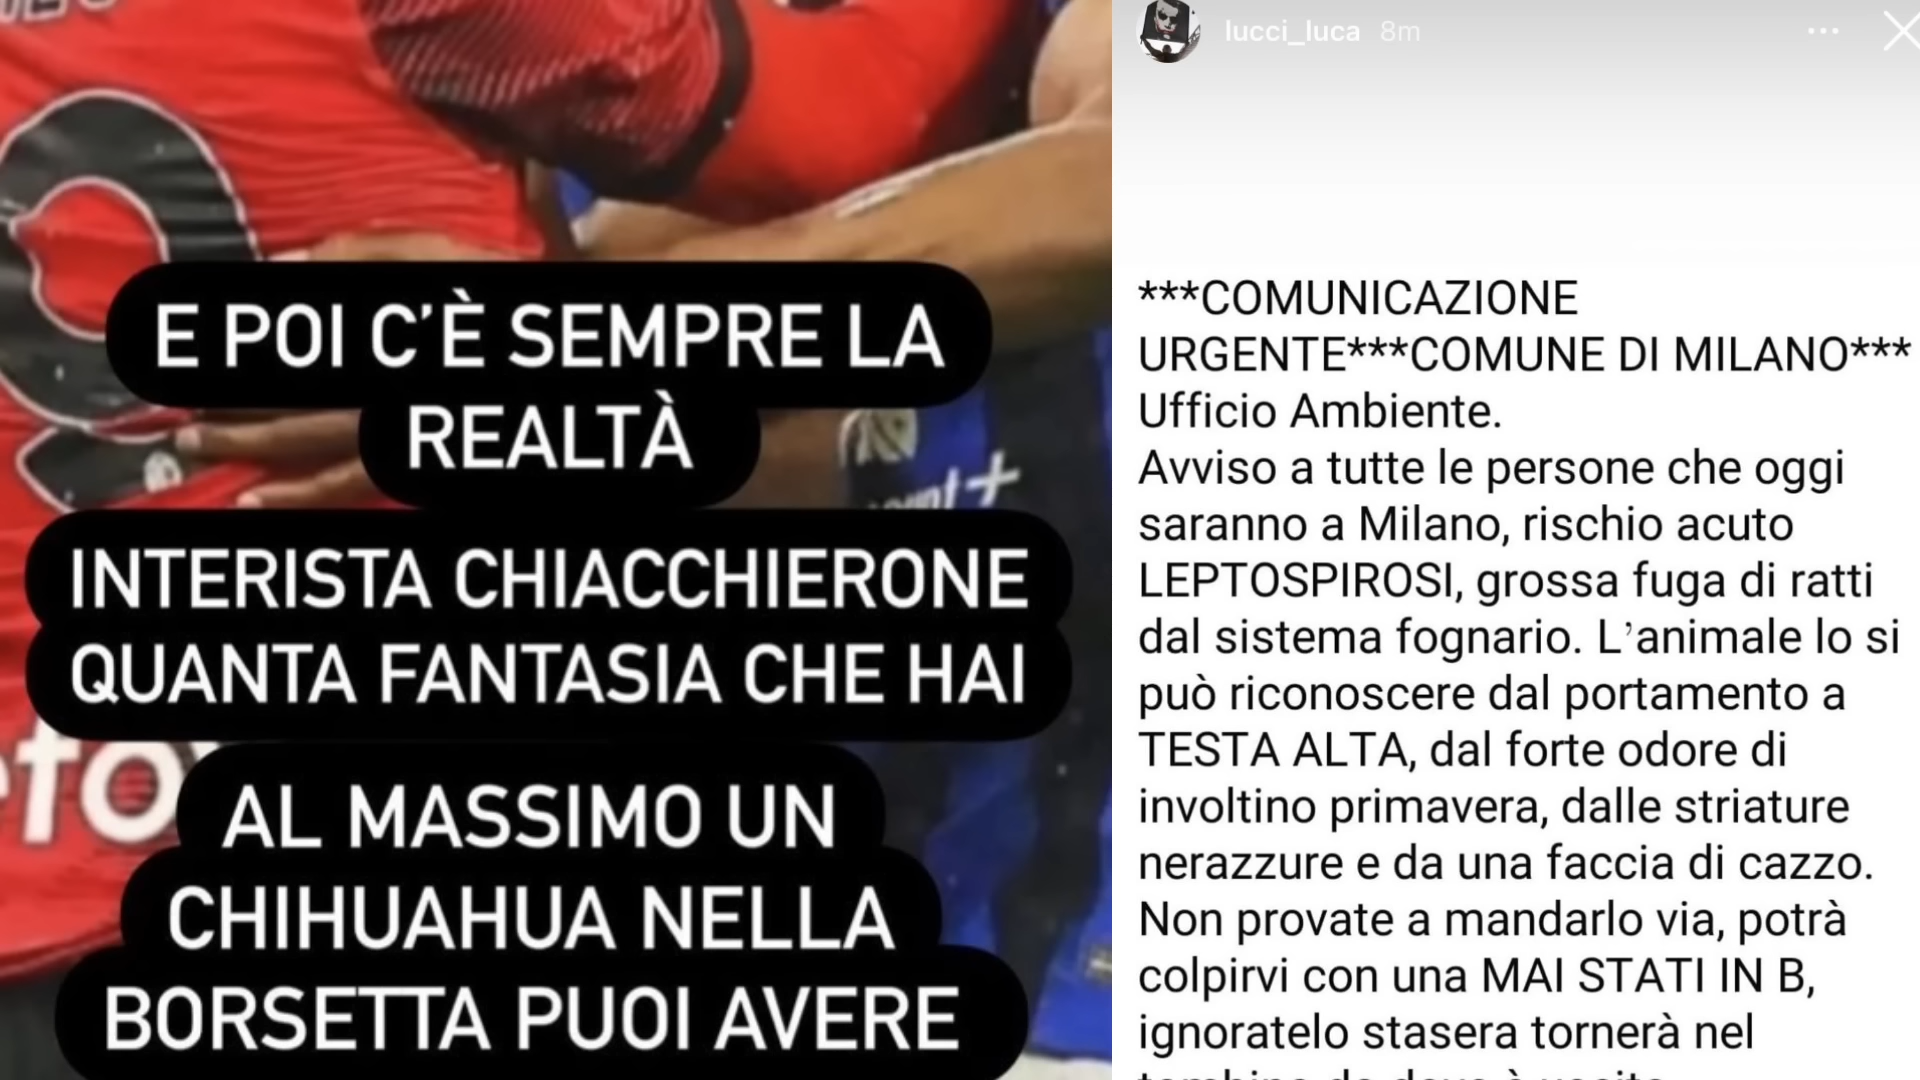 E POI C'È SEMPRE LA
REALTÀ
INTERISTA CHIACCHIERONE
QUANTA FANTASIA CHE HAI
AL MASSIMO UN
CHIHUAHUA NELLA
BORSETTA PUOI AVERE
lucci_luca 8m
***COMUNICAZIONE
URGENTE***COMUNE DI MILANO***
Ufficio Ambiente.
Avviso a tutte le persone che oggi
saranno a Milano, rischio acuto
LEPTOSPIROSI, grossa fuga di ratti
dal sistema fognario. L’animale lo si
può riconoscere dal portamento a
TESTA ALTA, dal forte odore di
involtino primavera, dalle striature
nerazzure e da una faccia di cazzo.
Non provate a mandarlo via, potrà
colpirvi con una MAI STATI IN B,
ignoratelo stasera tornerà nel